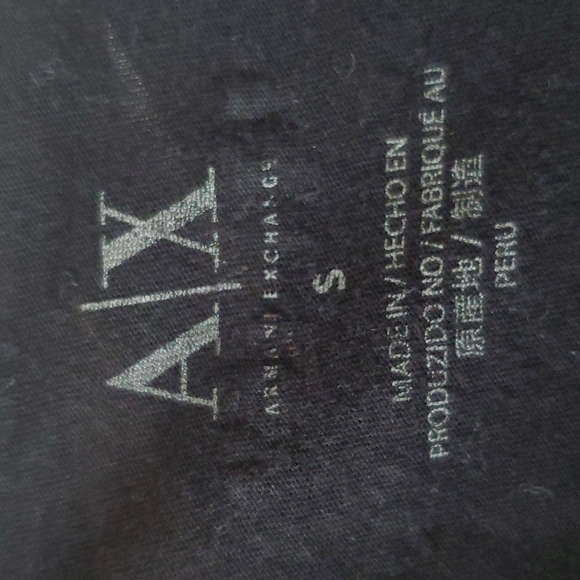 A|X
ARMANI EXCHANGE
S
MADE IN / HECHO EN
PRODUZIDO NO / FABRIQUÉ AU
原産地 / 制造
PERU